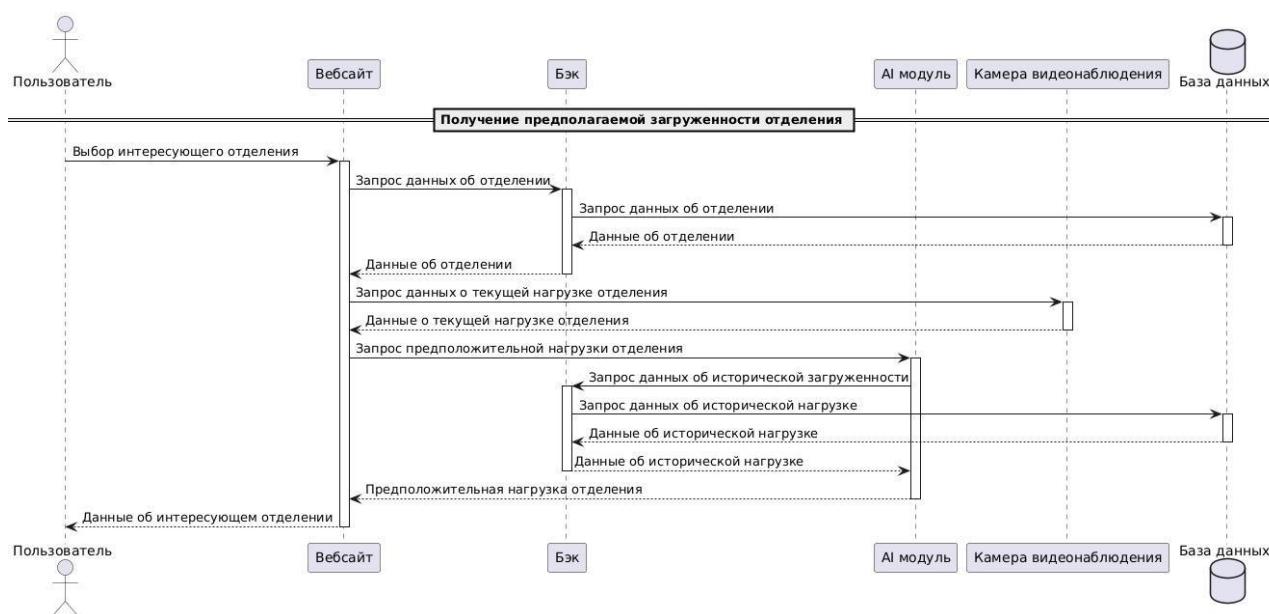 Пользователь
Вебсайт
Бэк
AI модуль
Камера видеонаблюдения
База данных
Получение предполагаемой загруженности отделения
Выбор интересующего отделения
Запрос данных об отделении
Запрос данных об отделении
Данные об отделении
Данные об отделении
Запрос данных о текущей нагрузке отделения
Данные о текущей нагрузке отделения
Запрос предположительной нагрузки отделения
Запрос данных об исторической загруженности
Запрос данных об исторической нагрузке
Данные об исторической нагрузке
Данные об исторической нагрузке
Предположительная нагрузка отделения
Данные об интересующем отделении
Пользователь
Вебсайт
Бэк
AI модуль
Камера видеонаблюдения
База данных